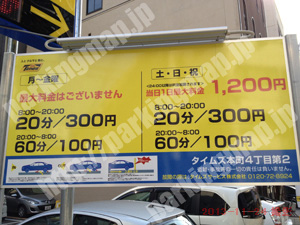 Times
月～金曜
最大料金はございません
8:00～20:00
20分/300円
20:00～8:00
60分/100円
土・日・祝
当日1日最大料金 1,200円
8:00～20:00
20分/300円
20:00～8:00
60分/100円
タイムズ本町4丁目第2